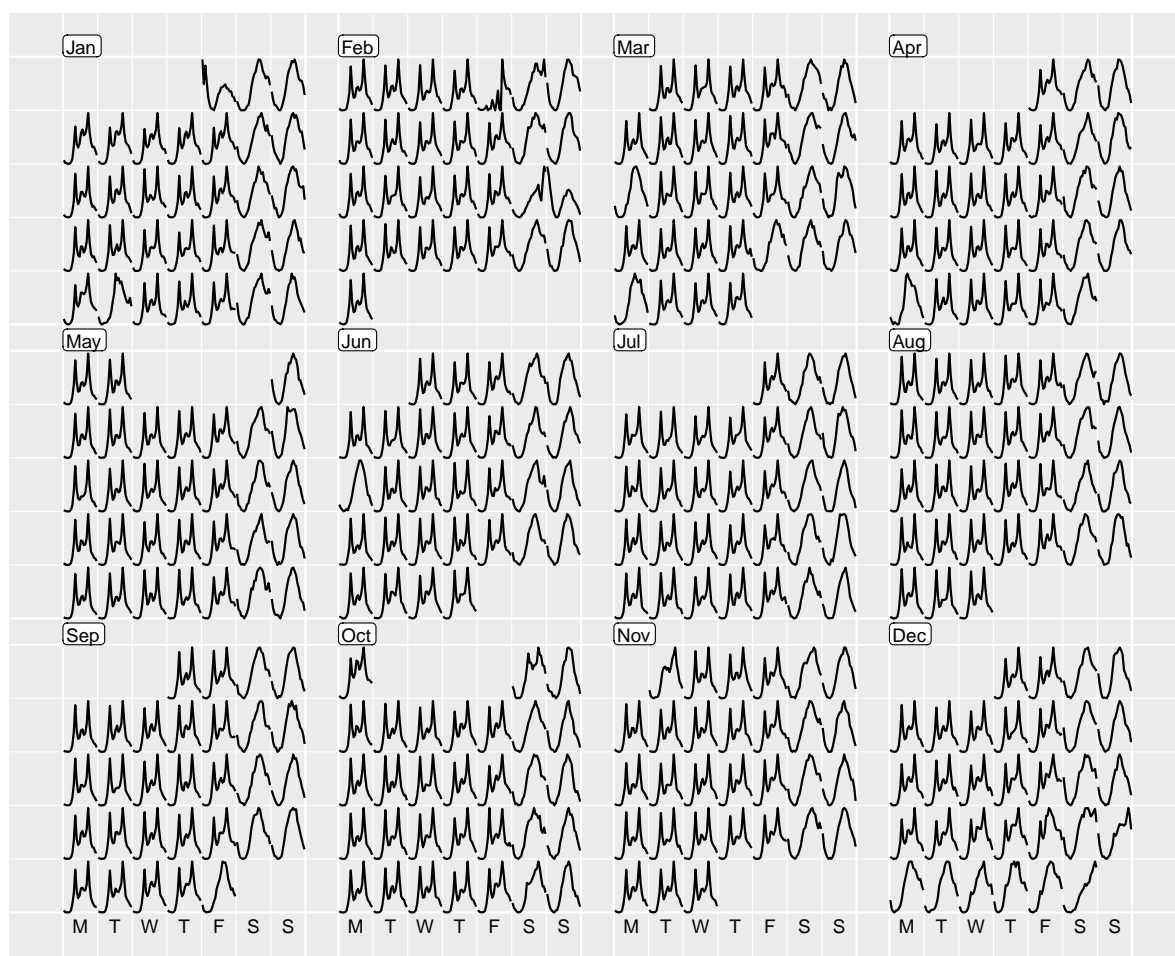 Jan Feb Mar Apr
May Jun Jul Aug
Sep Oct Nov Dec
M T W T F S S M T W T F S S M T W T F S S M T W T F S S